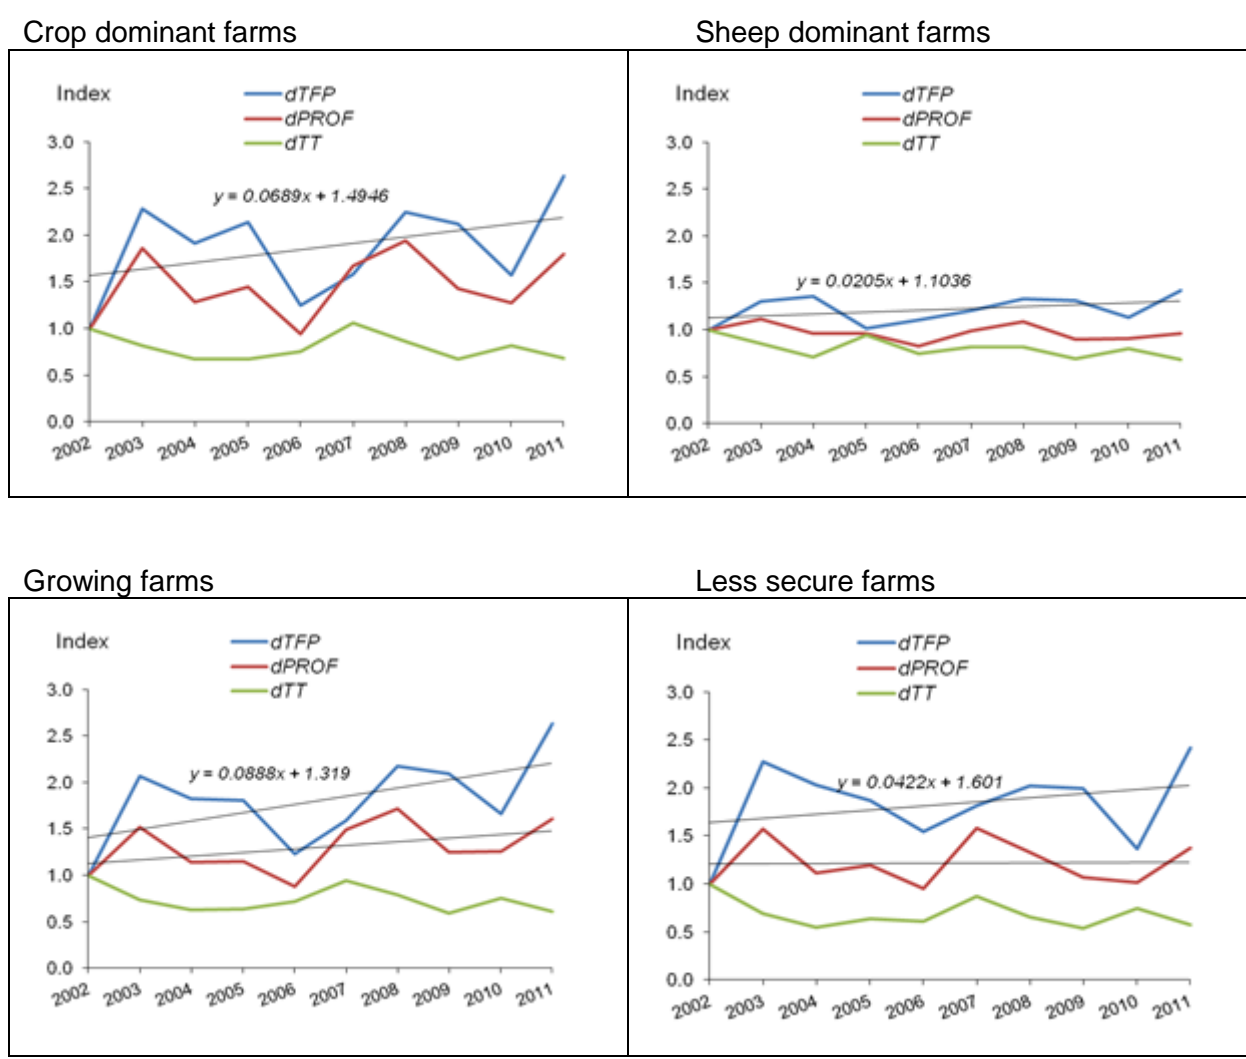 Crop dominant farms
Sheep dominant farms
Index
dTFP
dPROF
dTT
3.0
2.5
y = 0.0689x + 1.4946
2.0
1.5
1.0
0.5
0.0
2002 2003 2004 2005 2006 2007 2008 2009 2010 2011
Index
dTFP
dPROF
dTT
3.0
2.5
2.0
1.5
y = 0.0205x + 1.1036
1.0
0.5
0.0
2002 2003 2004 2005 2006 2007 2008 2009 2010 2011
Growing farms
Less secure farms
Index
dTFP
dPROF
dTT
3.0
2.5
2.0
y = 0.0888x + 1.319
1.5
1.0
0.5
0.0
2002 2003 2004 2005 2006 2007 2008 2009 2010 2011
Index
dTFP
dPROF
dTT
3.0
2.5
2.0
y = 0.0422x + 1.601
1.5
1.0
0.5
0.0
2002 2003 2004 2005 2006 2007 2008 2009 2010 2011